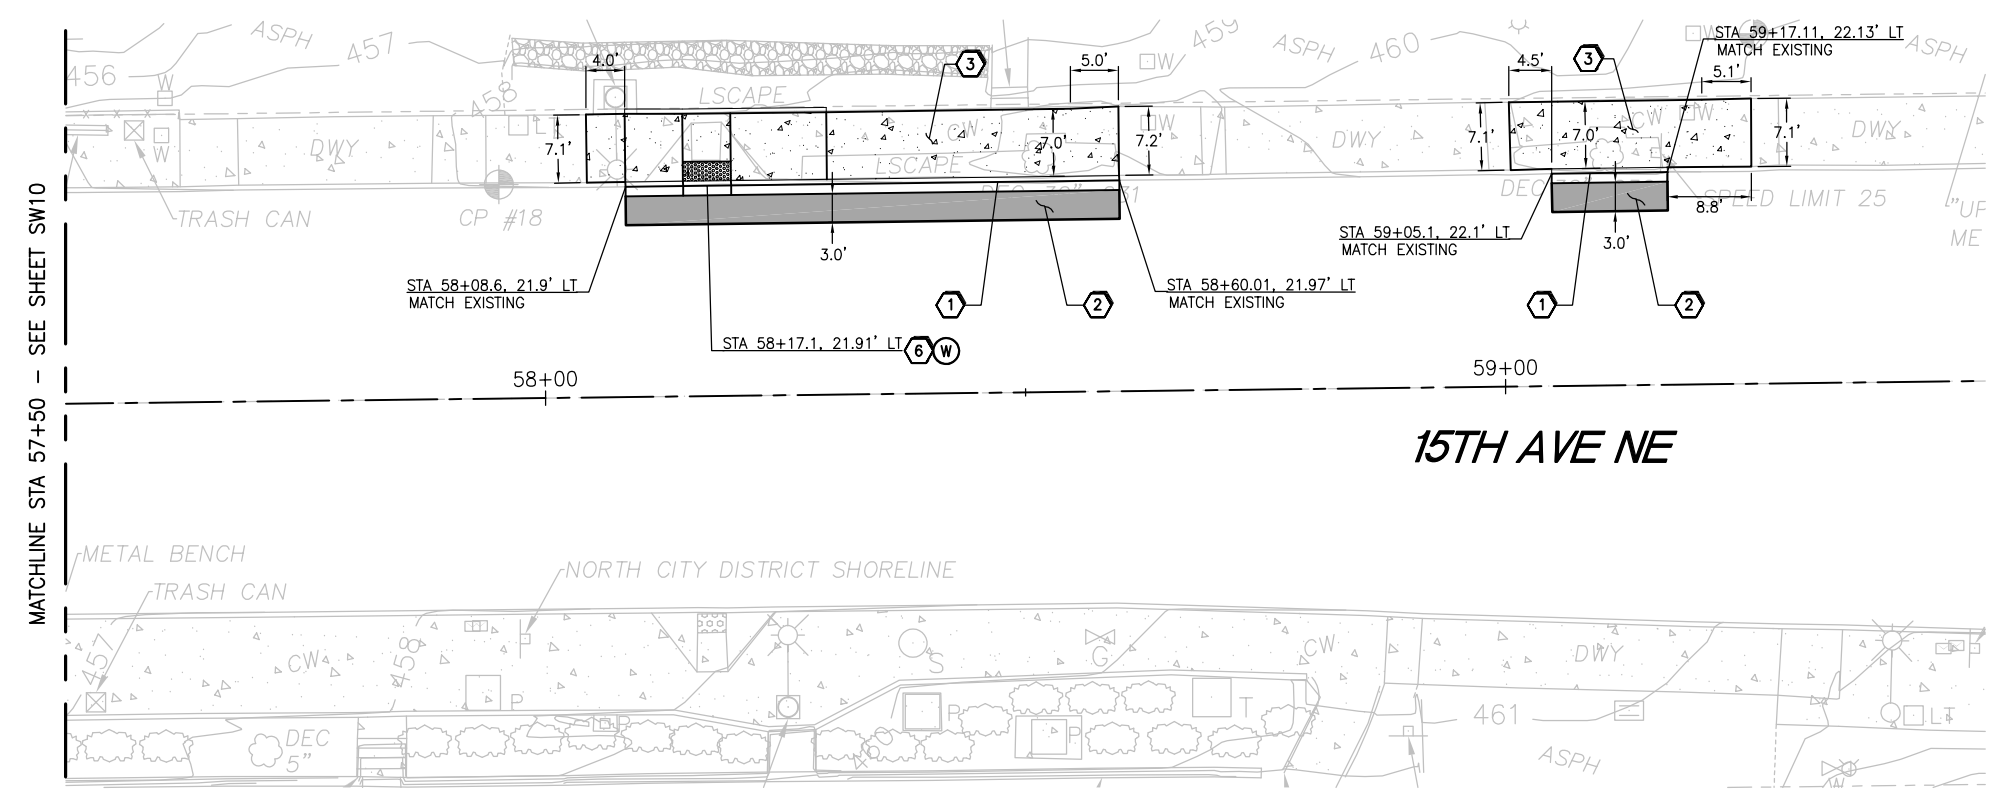 ASPH
457
456
W
458
4.0'
LSCAPE
3
5.0'
459
W
ASPH
460
4.5'
3
W
STA 59+17.11, 22.13' LT
MATCH EXISTING
5.1'
ASPH
W
DWY
7.1'
CW
LSCAPE
7.0'
7.2'
W
DWY
7.1'
7.0'
CW
W
7.1'
DWY
TRASH CAN
CP #18
3.0'
2
SPEED LIMIT 25
8.8'
2
3.0'
"UP
ME
STA 59+05.1, 22.1' LT
MATCH EXISTING
STA 58+08.6, 21.9' LT
MATCH EXISTING
1
2
STA 58+60.01, 21.97' LT
MATCH EXISTING
1
STA 58+17.1, 21.91' LT
6
W
58+00
59+00
15TH AVE NE
MATCHLINE STA 57+50 - SEE SHEET SW10
METAL BENCH
TRASH CAN
NORTH CITY DISTRICT SHORELINE
457
CW
458
P
S
G
CW
DWY
P
P
T
P
461
LT
DEC
5"
460
ASPH
W